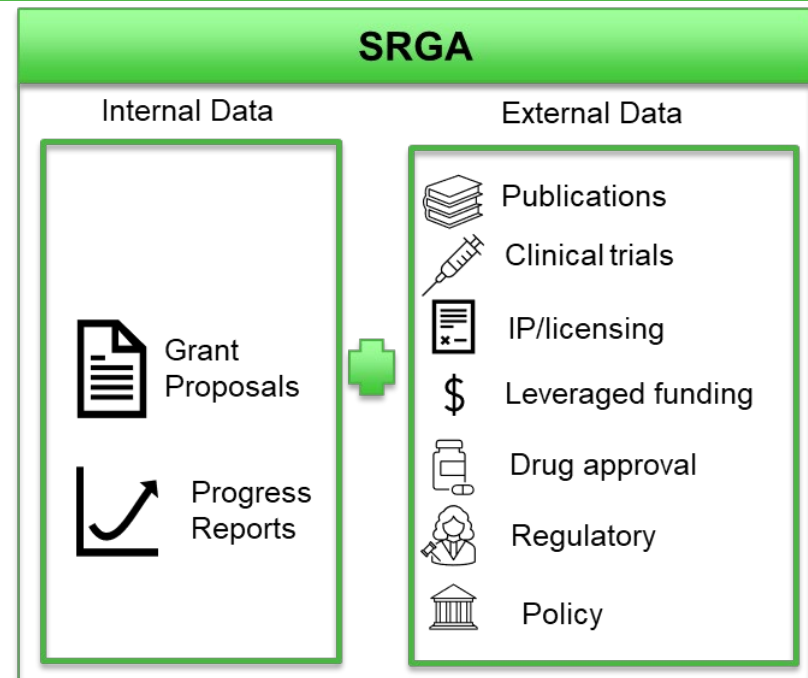 SRGA
Internal Data
Grant
Proposals
Progress
Reports
External Data
Publications
Clinical trials
IP/licensing
$
Leveraged funding
Drug approval
Regulatory
Policy